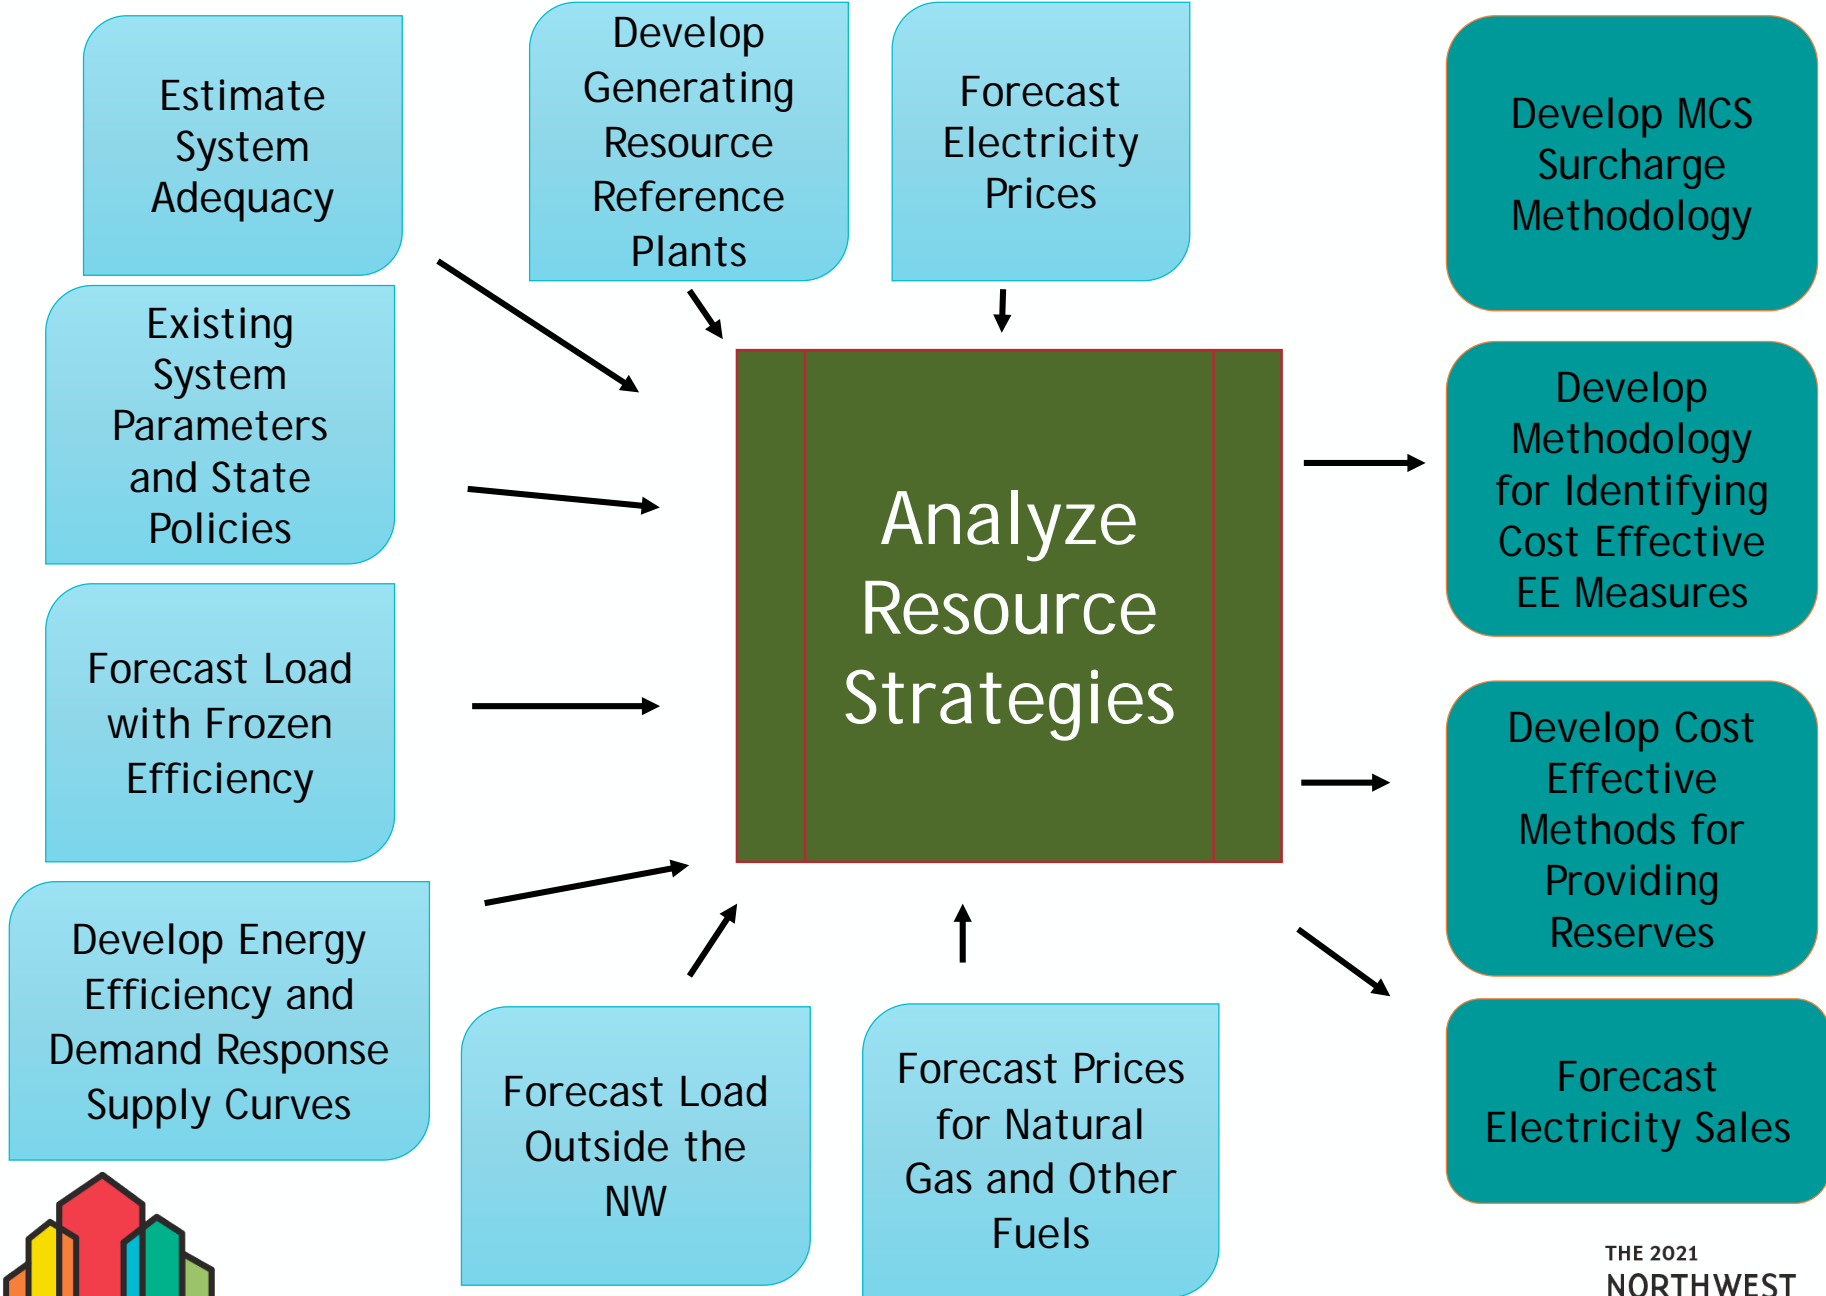 Estimate
System
Adequacy
Develop
Generating
Resource
Reference
Plants
Forecast
Electricity
Prices
Develop MCS
Surcharge
Methodology
Existing
System
Parameters
and State
Policies
Analyze
Resource
Strategies
Develop
Methodology
for Identifying
Cost Effective
EE Measures
Forecast Load
with Frozen
Efficiency
Develop Cost
Effective
Methods for
Providing
Reserves
Develop Energy
Efficiency and
Demand Response
Supply Curves
Forecast Load
Outside the
NW
Forecast Prices
for Natural
Gas and Other
Fuels
Forecast
Electricity Sales
THE 2021
NORTHWEST